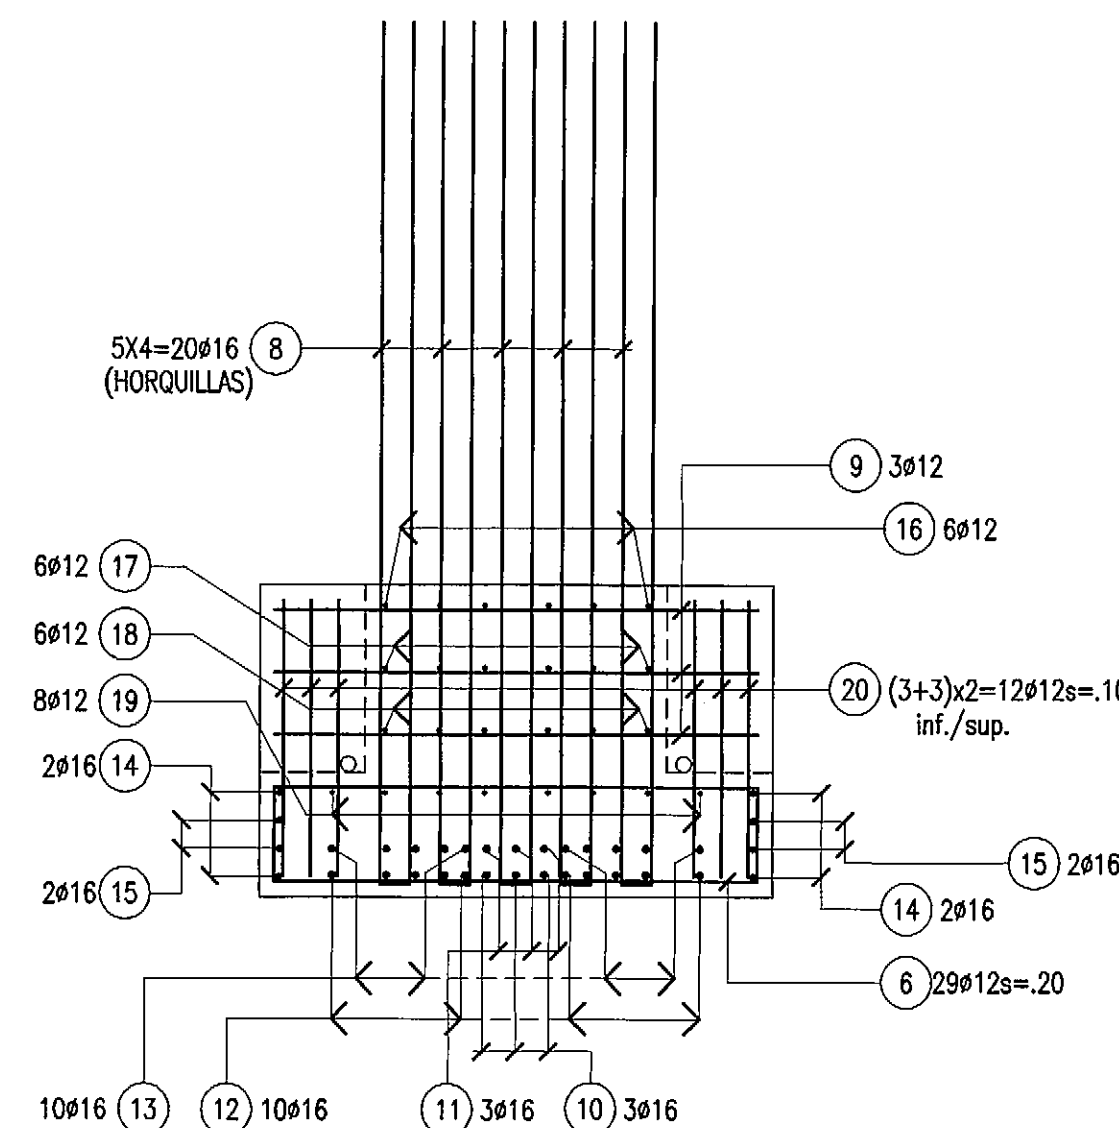 5X4=20ø16 8
(HORQUILLAS)
9 3ø12
16 6ø12
6ø12 17
6ø12 18
8ø12 19
20 (3+3)x2=12ø12s=.10
inf./sup.
2ø16 14
2ø16 15
15 2ø16
14 2ø16
6 29ø12s=.20
10ø16 13
12 10ø16
11 3ø16
10 3ø16